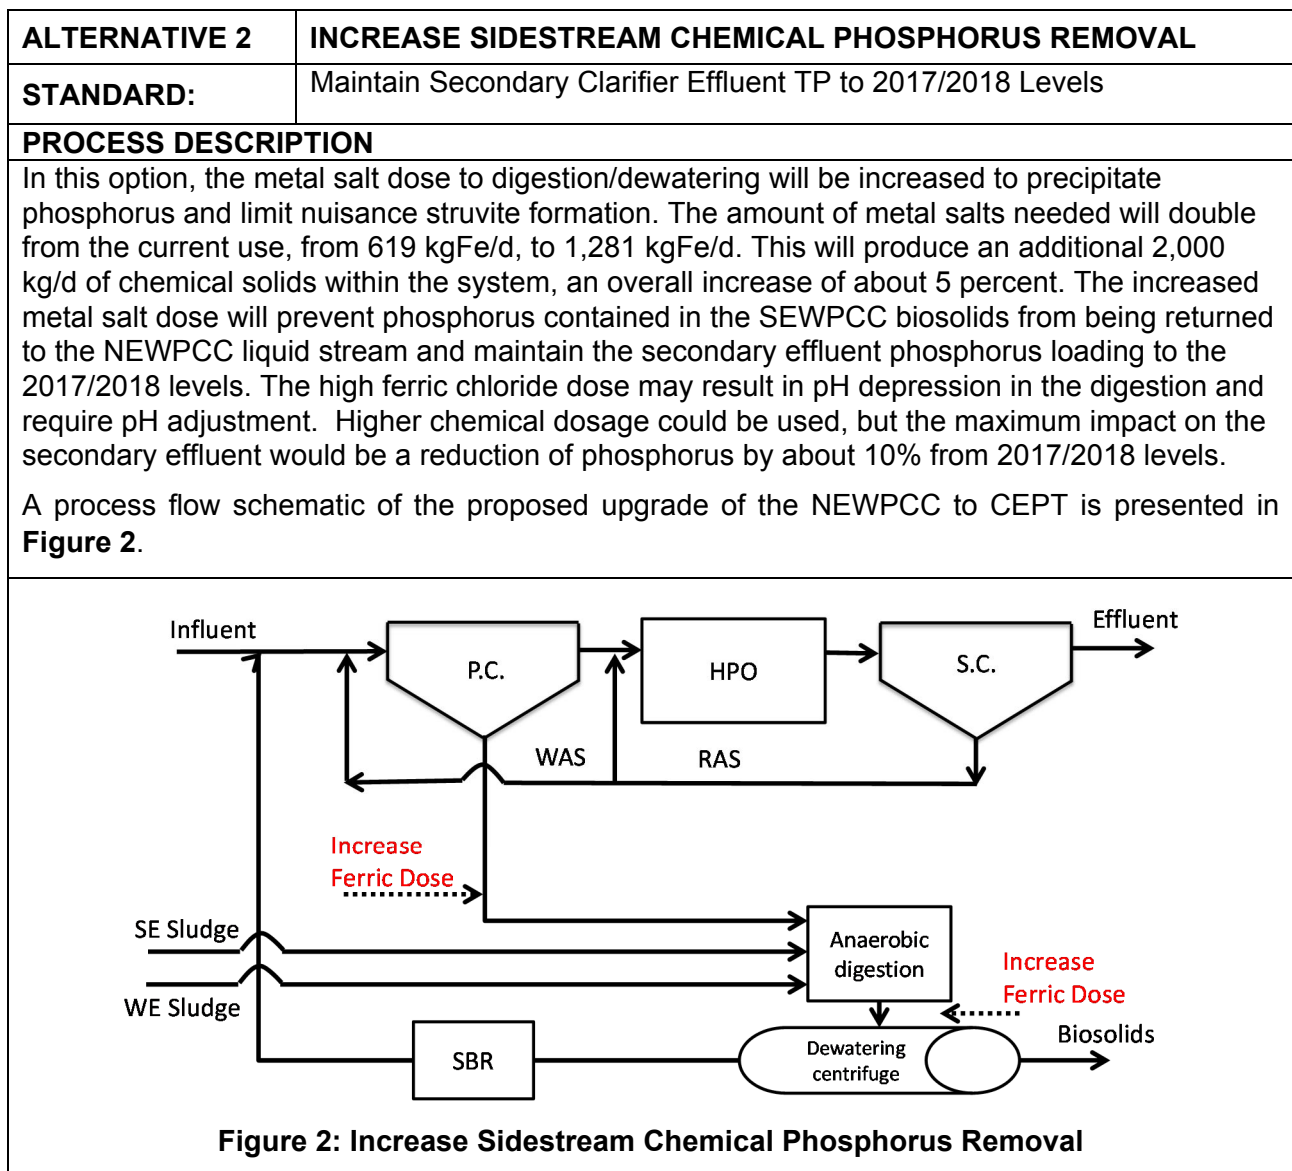 ALTERNATIVE 2
INCREASE SIDESTREAM CHEMICAL PHOSPHORUS REMOVAL
STANDARD:
Maintain Secondary Clarifier Effluent TP to 2017/2018 Levels
PROCESS DESCRIPTION
In this option, the metal salt dose to digestion/dewatering will be increased to precipitate
phosphorus and limit nuisance struvite formation. The amount of metal salts needed will double
from the current use, from 619 kgFe/d, to 1,281 kgFe/d. This will produce an additional 2,000
kg/d of chemical solids within the system, an overall increase of about 5 percent. The increased
metal salt dose will prevent phosphorus contained in the SEWPCC biosolids from being returned
to the NEWPCC liquid stream and maintain the secondary effluent phosphorus loading to the
2017/2018 levels. The high ferric chloride dose may result in pH depression in the digestion and
require pH adjustment.  Higher chemical dosage could be used, but the maximum impact on the
secondary effluent would be a reduction of phosphorus by about 10% from 2017/2018 levels.
A process flow schematic of the proposed upgrade of the NEWPCC to CEPT is presented in
Figure 2.
Influent
P.C.
HPO
S.C.
Effluent
WAS
RAS
Increase
Ferric Dose
SE Sludge
WE Sludge
Anaerobic
digestion
Increase
Ferric Dose
SBR
Dewatering
centrifuge
Biosolids
Figure 2: Increase Sidestream Chemical Phosphorus Removal